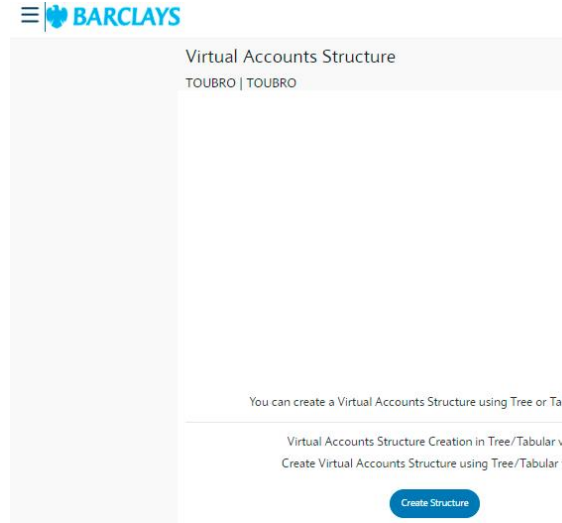 BARCLAYS
Virtual Accounts Structure
TOUBRO | TOUBRO
You can create a Virtual Accounts Structure using Tree or
Virtual Accounts Structure Creation in Tree/Tabular
Create Virtual Accounts Structure using Tree/Tabular
Create Structure